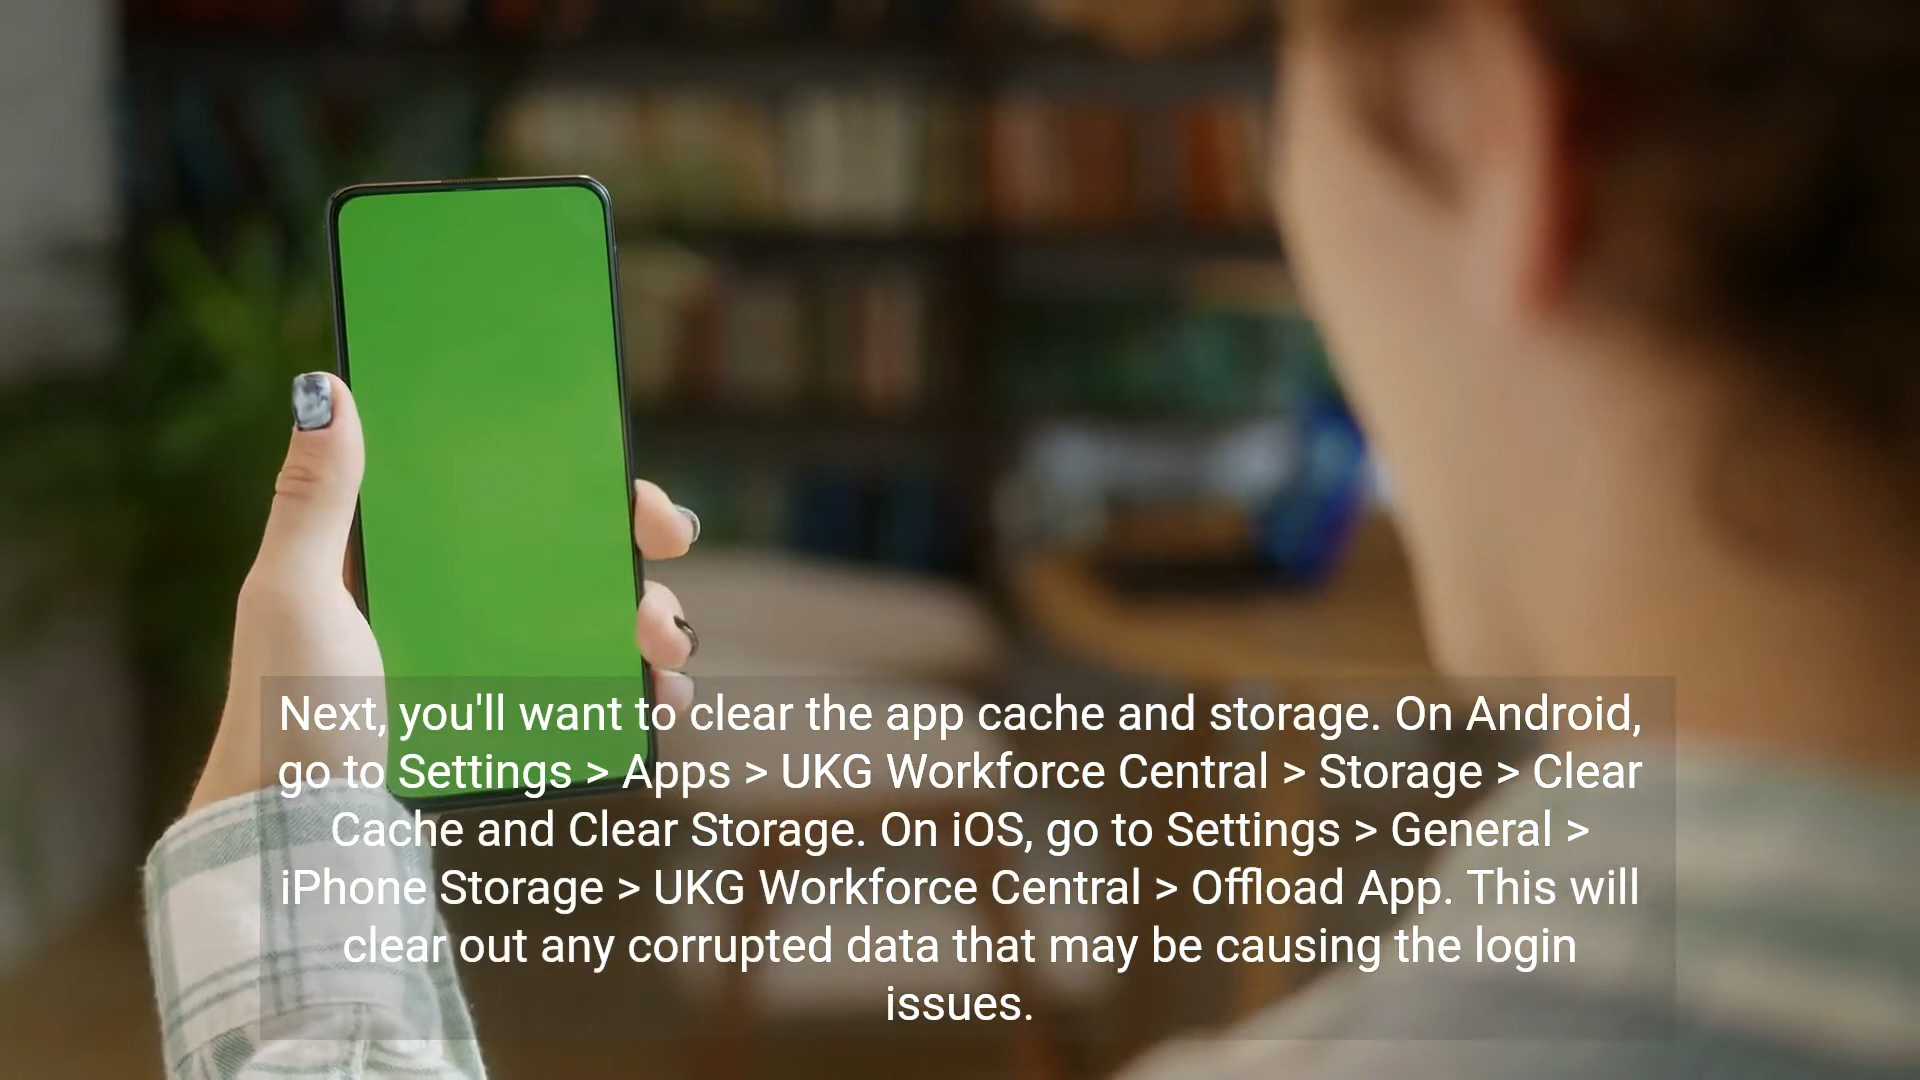 Next, you'll want to clear the app cache and storage. On Android,
go to Settings > Apps > UKG Workforce Central > Storage > Clear
Cache and Clear Storage. On iOS, go to Settings > General >
iPhone Storage > UKG Workforce Central > Offload App. This will
clear out any corrupted data that may be causing the login
issues.